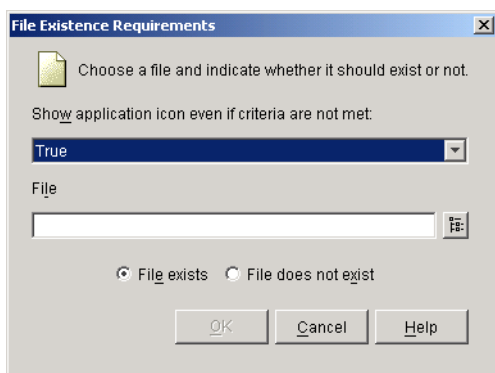 File Existence Requirements
Choose a file and indicate whether it should exist or not.
Show application icon even if criteria are not met:
True
File
File exists File does not exist
OK Cancel Help